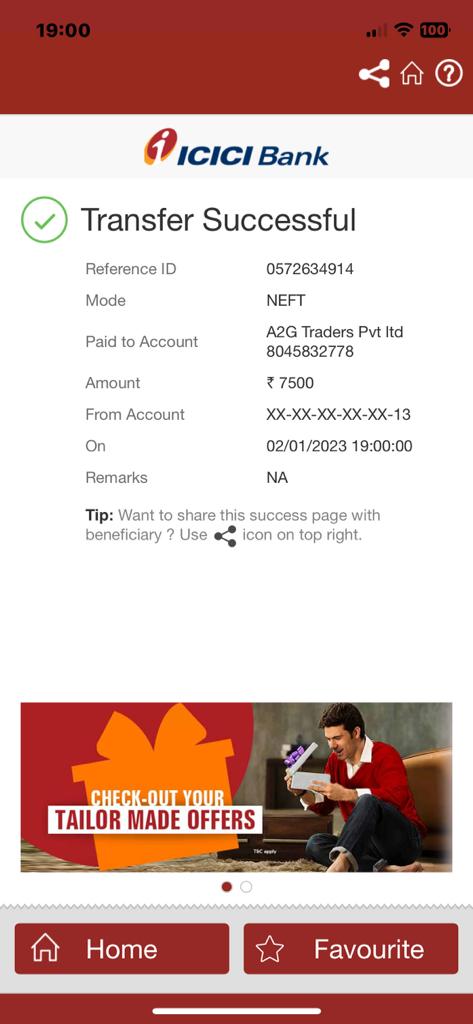 19:00
100
ICICI Bank
Transfer Successful
Reference ID 0572634914
Mode NEFT
Paid to Account A2G Traders Pvt ltd
8045832778
Amount ₹ 7500
From Account XX-XX-XX-XX-XX-13
On 02/01/2023 19:00:00
Remarks NA
Tip: Want to share this success page with
beneficiary ? Use icon on top right.
CHECK-OUT YOUR
TAILOR MADE OFFERS
T&C apply
Home
Favourite